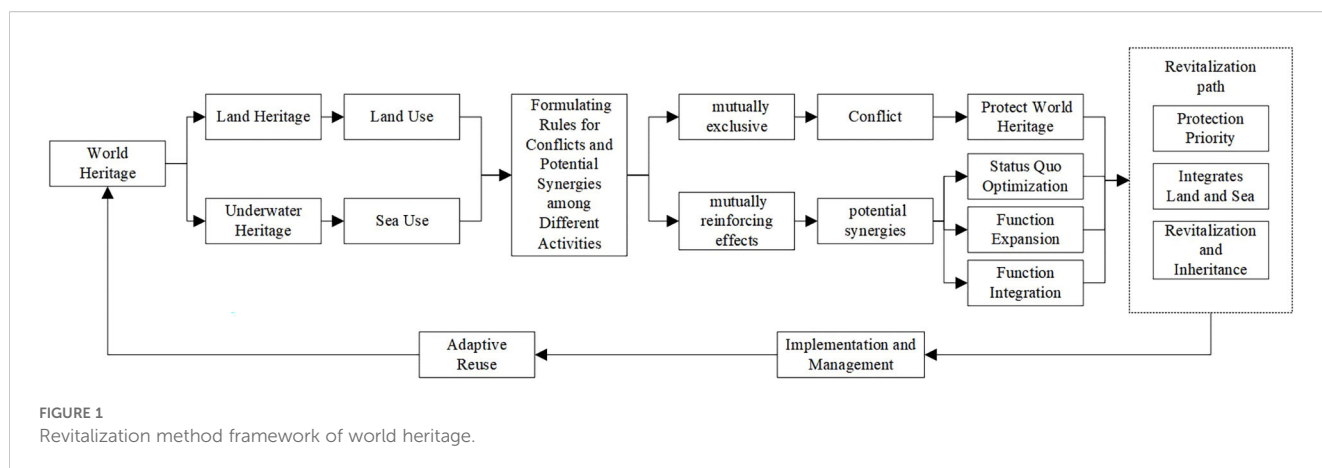 World
Heritage
Land Heritage
Land Use
Underwater
Heritage
Sea Use
Formulating
Rules for
Conflicts and
Potential
Synergies
among
Different
Activities
mutually
exclusive
Conflict
Protect World
Heritage
mutually
reinforcing
effects
potential
synergies
Status Quo
Optimization
Function
Expansion
Function
Integration
Revitalization
path
Protection
Priority
Integrates
Land and Sea
Revitalization
and
Inheritance
Implementation and
Management
Adaptive
Reuse
FIGURE 1
Revitalization method framework of world heritage.